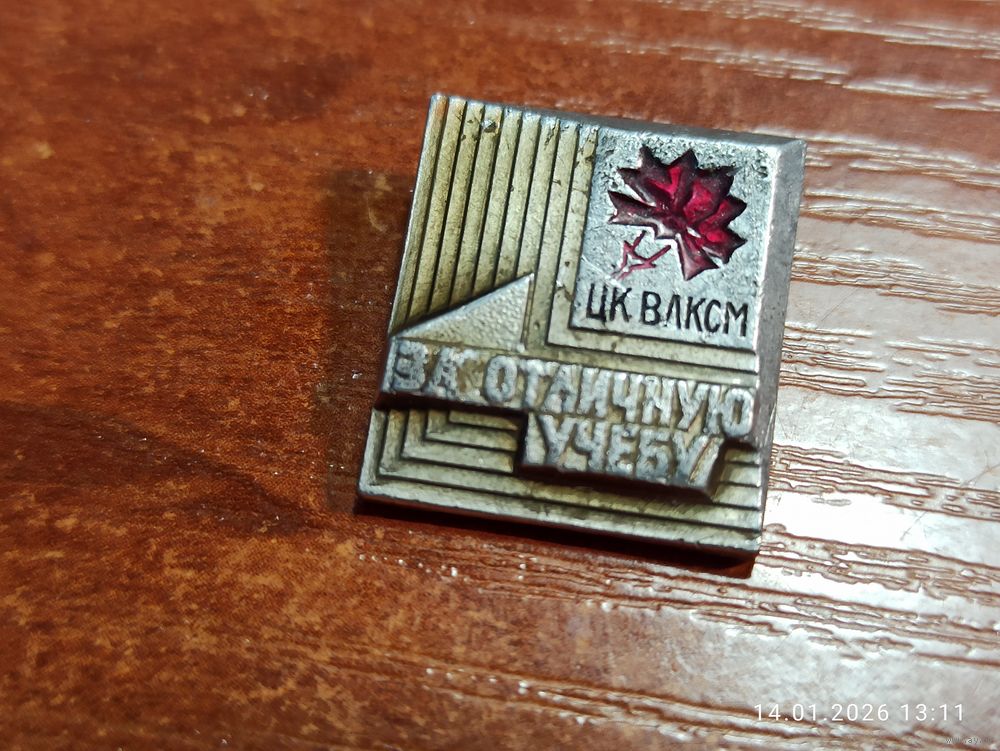 ЦК ВЛКСМ
ЗА ОТЛИЧНУЮ
УЧЕБУ
14.01.2026 13:11